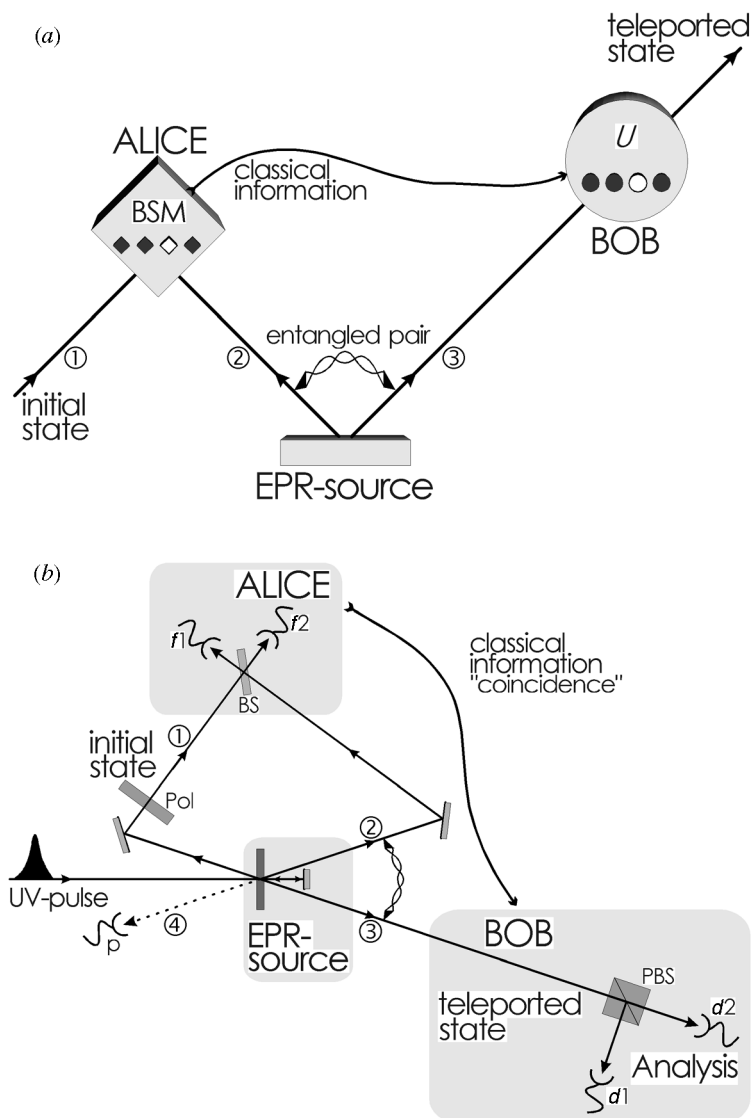 (a)
teleported
state
ALICE
classical
information
BSM
U
BOB
entangled pair
①
②
③
initial
state
EPR-source
(b)
ALICE
f1
f2
BS
classical
information
"coincidence"
initial
state
①
Pol
②
UV-pulse
④
p
EPR-
source
③
BOB
PBS
teleported
state
d2
Analysis
d1